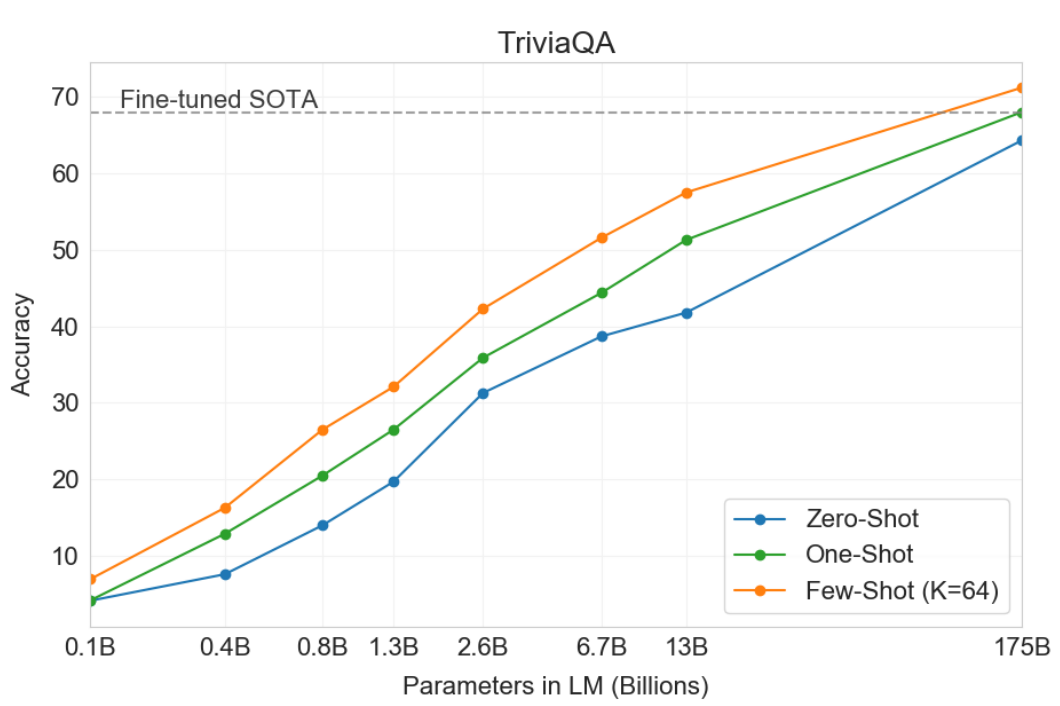 TriviaQA
Fine-tuned SOTA
70
60
50
40
30
20
10
Accuracy
Zero-Shot
One-Shot
Few-Shot (K=64)
0.1B 0.4B 0.8B 1.3B 2.6B 6.7B 13B 175B
Parameters in LM (Billions)